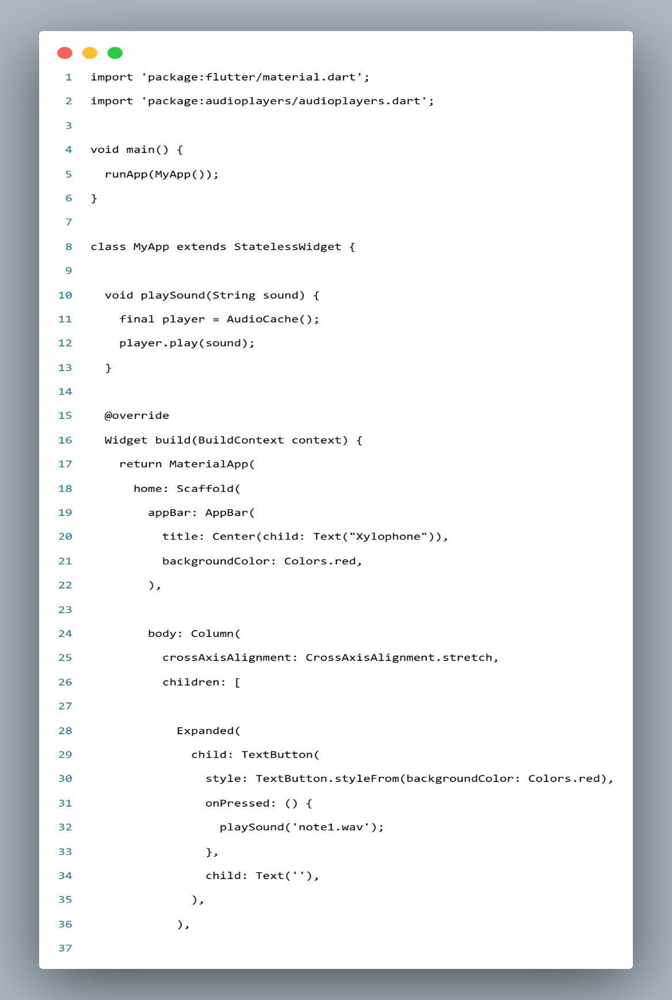 1 import 'package:flutter/material.dart';
2 import 'package:audioplayers/audioplayers.dart';
3
4 void main() {
5   runApp(MyApp());
6 }
7
8 class MyApp extends StatelessWidget {
9
10   void playSound(String sound) {
11     final player = AudioCache();
12     player.play(sound);
13   }
14
15   @override
16   Widget build(BuildContext context) {
17     return MaterialApp(
18       home: Scaffold(
19         appBar: AppBar(
20           title: Center(child: Text("Xylophone")),
21           backgroundColor: Colors.red,
22         ),
23
24         body: Column(
25           crossAxisAlignment: CrossAxisAlignment.stretch,
26           children: [
27
28             Expanded(
29               child: TextButton(
30                 style: TextButton.styleFrom(backgroundColor: Colors.red),
31                 onPressed: () {
32                   playSound('note1.wav');
33                 },
34                 child: Text(''),
35               ),
36             ),
37